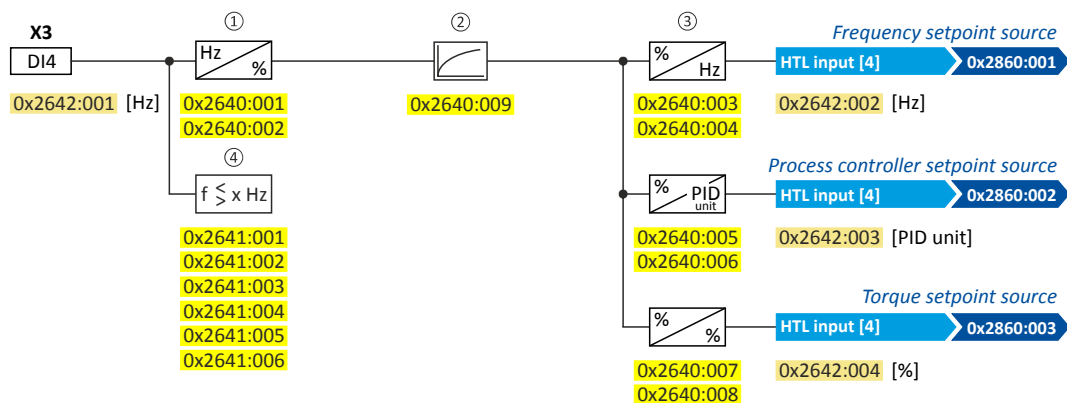 X3
DI4
0x2642:001 [Hz]
①
Hz
%
0x2640:001
0x2640:002
④
f ≶ x Hz
0x2641:001
0x2641:002
0x2641:003
0x2641:004
0x2641:005
0x2641:006
②
0x2640:009
③
%
Hz
0x2640:003
0x2640:004
Frequency setpoint source
HTL input [4] 0x2860:001
0x2642:002 [Hz]
%
PID
unit
0x2640:005
0x2640:006
Process controller setpoint source
HTL input [4] 0x2860:002
0x2642:003 [PID unit]
%
%
0x2640:007
0x2640:008
Torque setpoint source
HTL input [4] 0x2860:003
0x2642:004 [%]